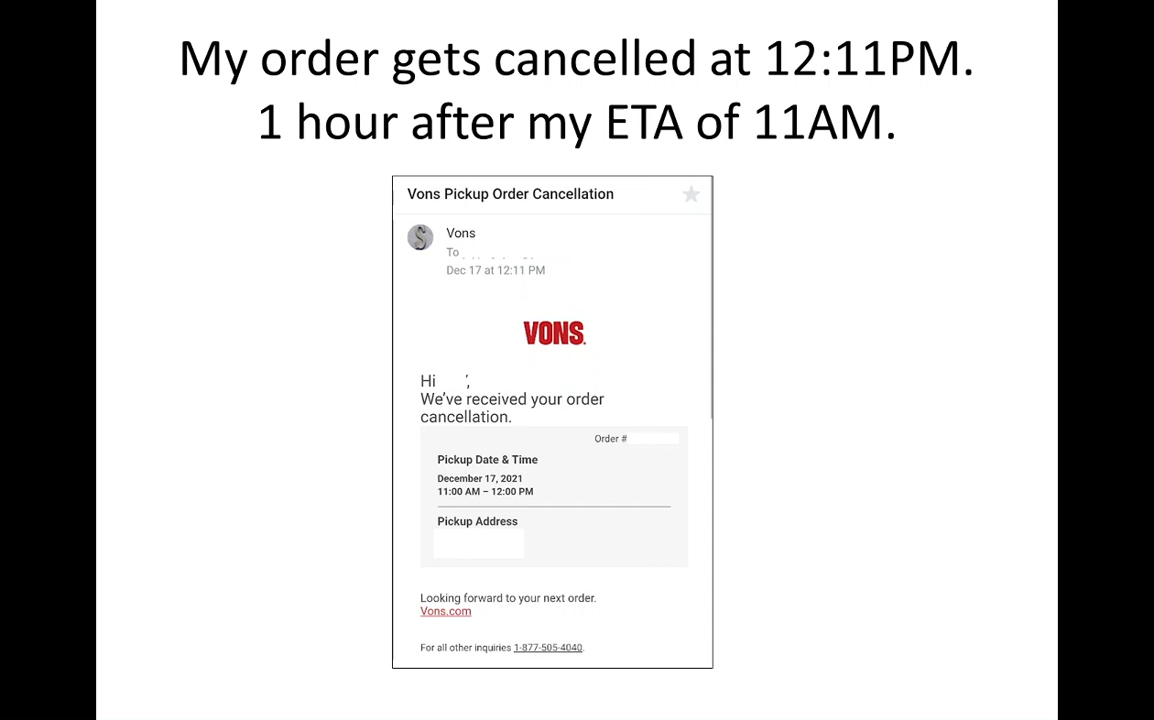 My order gets cancelled at 12:11PM.
1 hour after my ETA of 11AM.
Vons Pickup Order Cancellation
Vons
To
Dec 17 at 12:11 PM
VONS.
Hi ,
We've received your order
cancellation.
Order #
Pickup Date & Time
December 17, 2021
11:00 AM – 12:00 PM
Pickup Address
Looking forward to your next order.
Vons.com
For all other inquiries 1-877-505-4040.